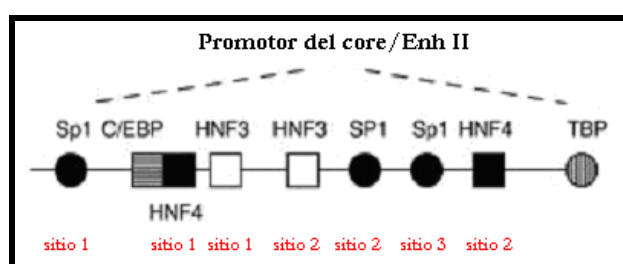 Promotor del core/Enh II
Sp1 C/EBP HNF3 HNF3 SP1 Sp1 HNF4 TBP
HNF4
sitio 1 sitio 1 sitio 1 sitio 2 sitio 2 sitio 3 sitio 2